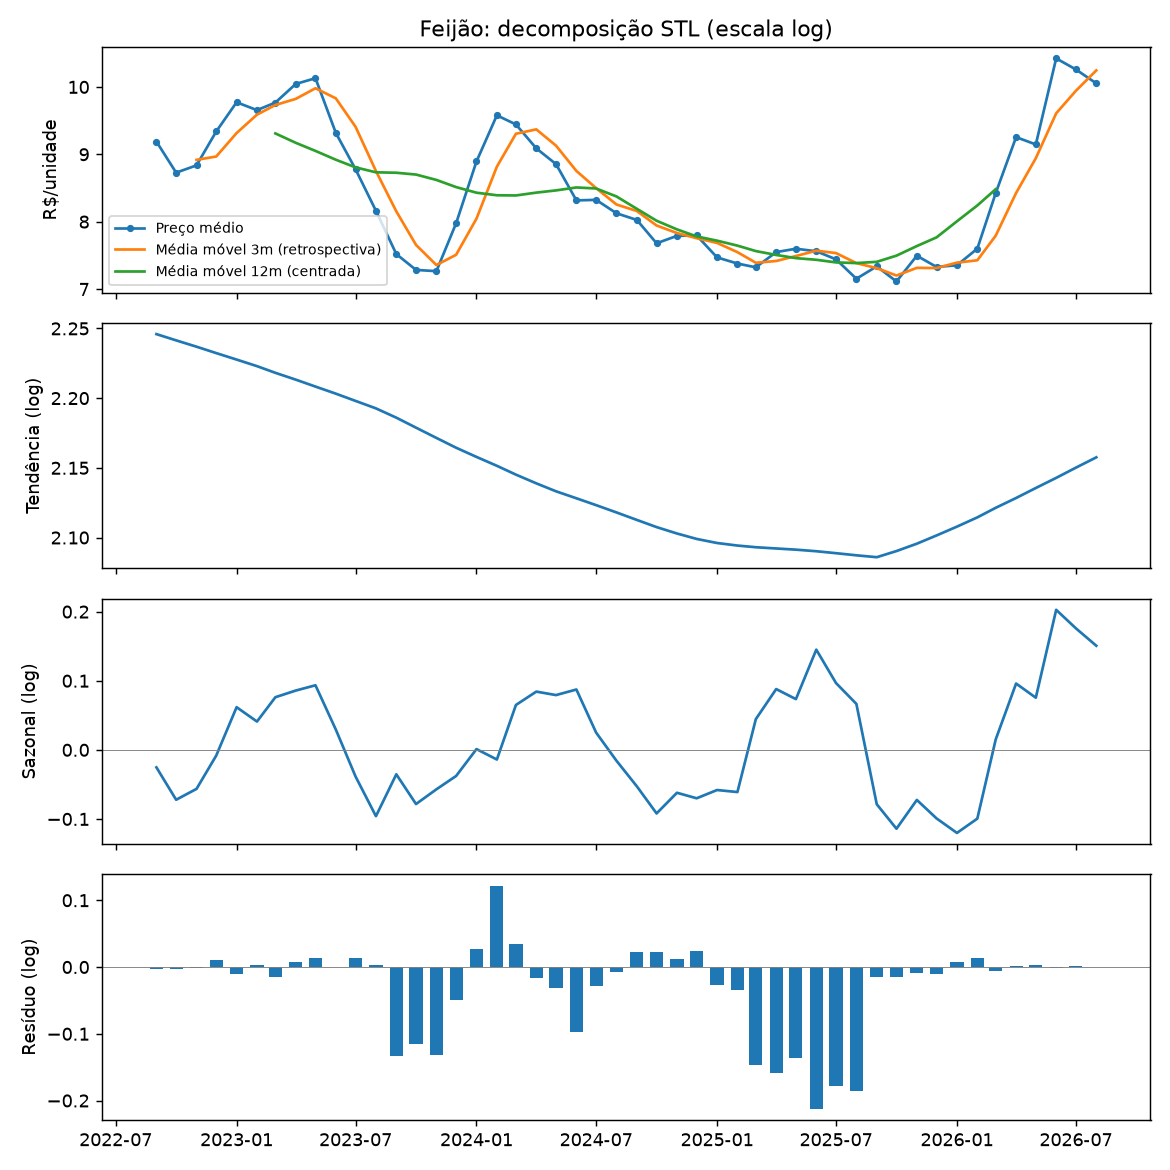 Feijão: decomposição STL (escala log)
R$/unidade
10
9
8
7
Preço médio
Média móvel 3m (retrospectiva)
Média móvel 12m (centrada)
Tendência (log)
2.25
2.20
2.15
2.10
Sazonal (log)
0.2
0.1
0.0
−0.1
Resíduo (log)
0.1
0.0
−0.1
−0.2
2022-07 2023-01 2023-07 2024-01 2024-07 2025-01 2025-07 2026-01 2026-07